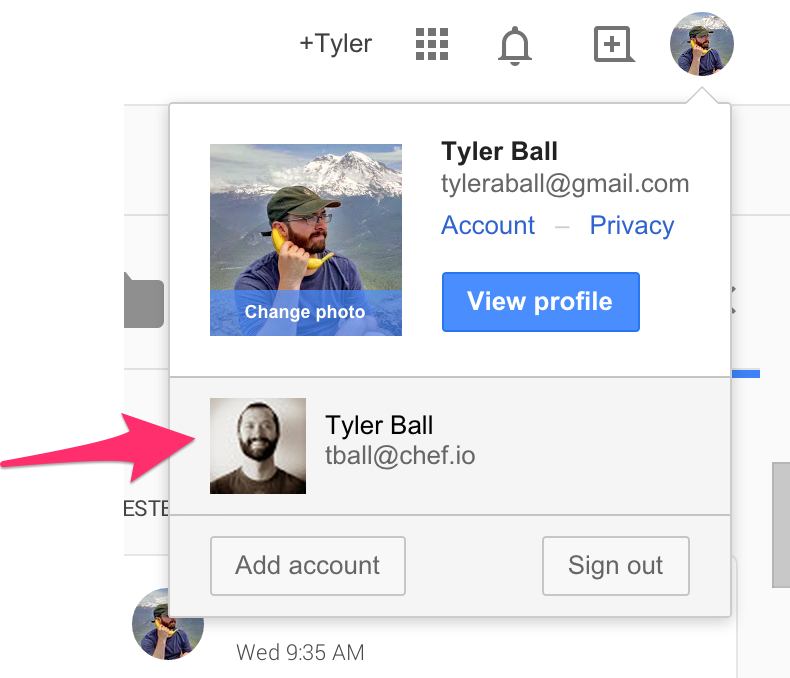 +Tyler
Tyler Ball
tyleraball@gmail.com
Account – Privacy
View profile
Change photo
Tyler Ball
tball@chef.io
ESTE
Add account Sign out
Wed 9:35 AM